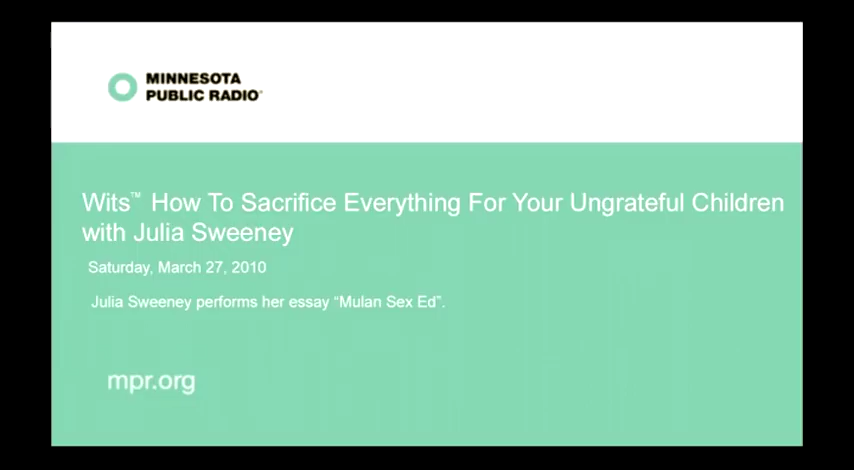 MINNESOTA
PUBLIC RADIO™
Wits™ How To Sacrifice Everything For Your Ungrateful Children
with Julia Sweeney
Saturday, March 27, 2010
Julia Sweeney performs her essay “Mulan Sex Ed”.
mpr.org